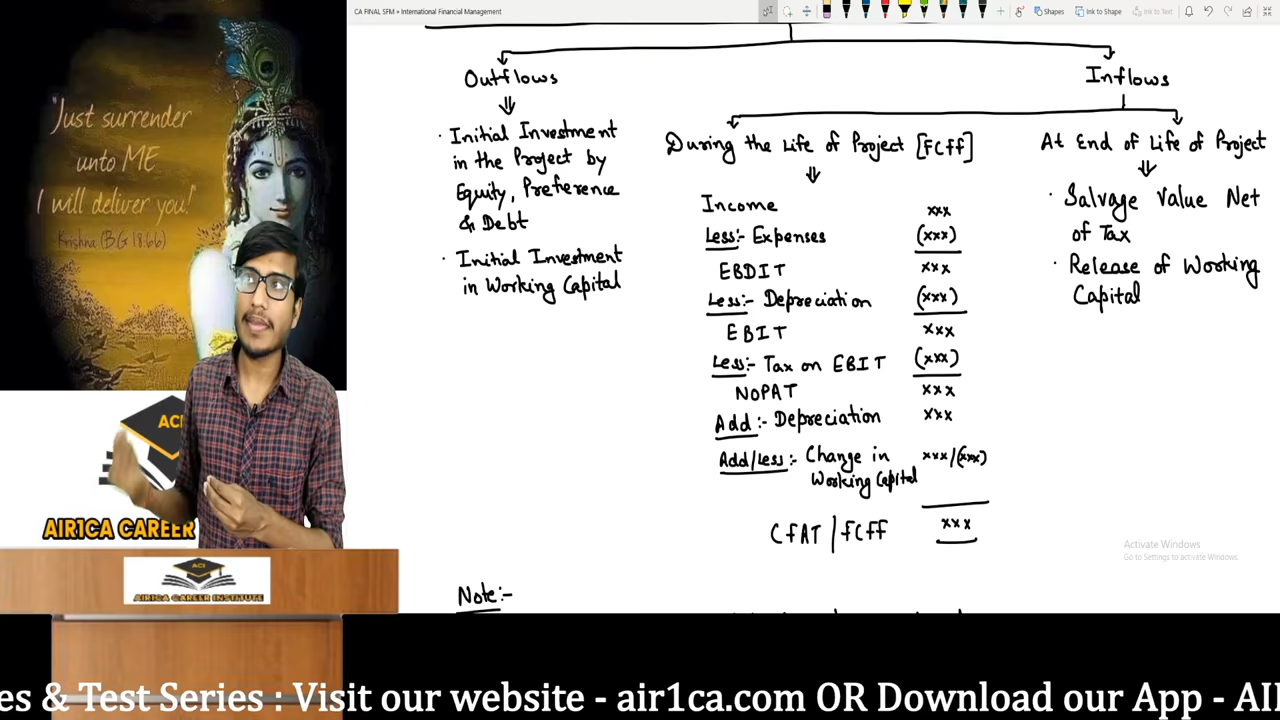 CA FINAL SFM » International Financial Management
Shapes
Ink to Shape
Ink to Text
"Just surrender
unto ME
I will deliver you!"
Krishna (B.G 18:66)
ACI
AIR1CA CAREER
ACI
AIR1CA CAREER INSTITUTE
Outflows
· Initial Investment
in the Project by
Equity, Preference
& Debt
· Initial Investment
in Working Capital
Inflows
During the Life of Project [FCFF]
Income xxx
Less:- Expenses (xxx)
EBDIT xxx
Less:- Depreciation (xxx)
EBIT xxx
Less:- Tax on EBIT (xxx)
NOPAT xxx
Add:- Depreciation xxx
Add/Less:- Change in xxx/(xxx)
Working Capital
CFAT | FCFF xxx
At End of Life of Project
· Salvage Value Net
of Tax
· Release of Working
Capital
Note:-
Activate Windows
Go to Settings to activate Windows.
es & Test Series : Visit our website - air1ca.com OR Download our App - AI